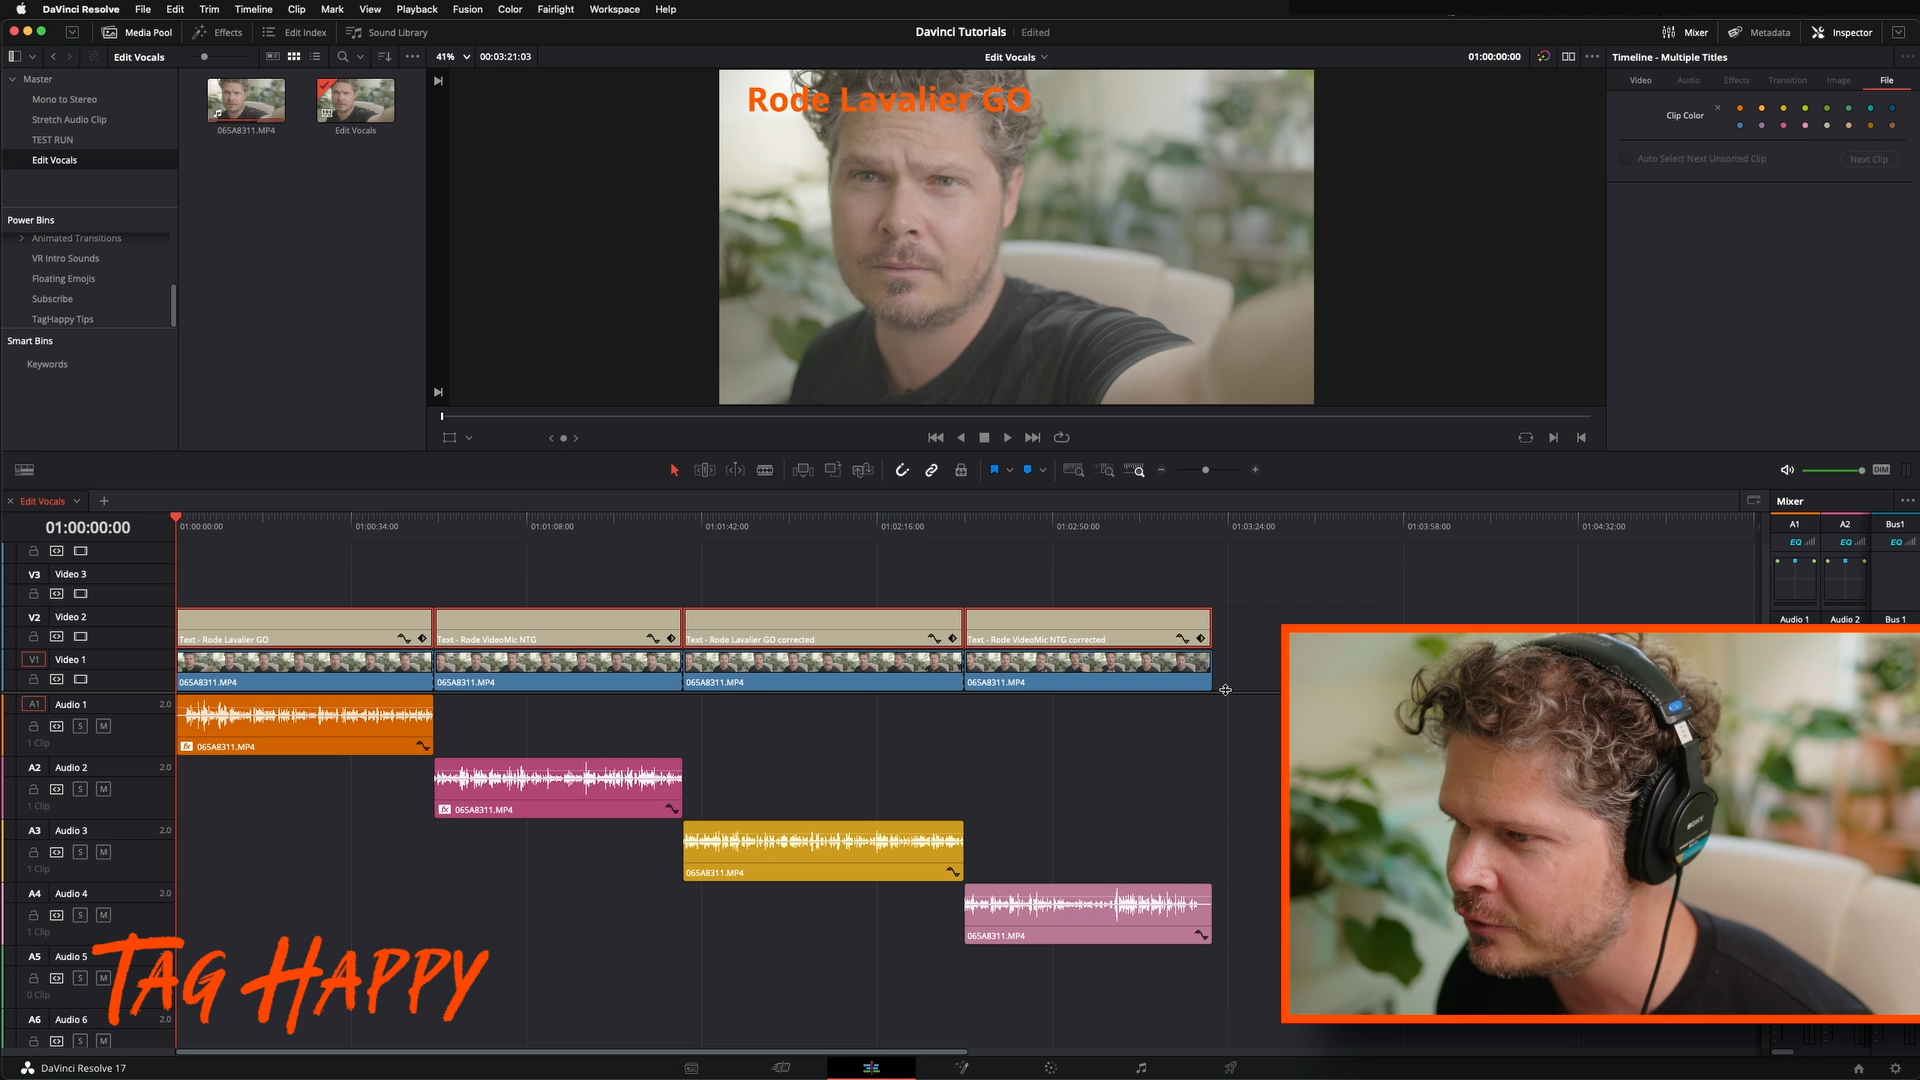 DaVinci Resolve File Edit Trim Timeline Clip Mark View Playback Fusion Color Fairlight Workspace Help
Media Pool Effects Edit Index Sound Library Davinci Tutorials Edited Mixer Metadata Inspector
Edit Vocals 41% 00:03:21:03 Edit Vocals 01:00:00:00 Timeline - Multiple Titles
Master
Mono to Stereo
Stretch Audio Clip
TEST RUN
Edit Vocals
Power Bins
Animated Transitions
VR Intro Sounds
Floating Emojis
Subscribe
TagHappy Tips
Smart Bins
Keywords
065A8311.MP4 Edit Vocals
Rode Lavalier GO
Video Audio Effects Transition Image File
Clip Color
Auto Select Next Unsorted Clip Next Clip
DIM
Edit Vocals
Mixer
01:00:00:00 01:00:00:00 01:00:34:00 01:01:08:00 01:01:42:00 01:02:16:00 01:02:50:00 01:03:24:00 01:03:58:00 01:04:32:00
A1 A2 Bus1
EQ EQ EQ
Audio 1 Audio 2 Bus 1
V3 Video 3
V2 Video 2
Text - Rode Lavalier GO Text - Rode VideoMic NTG Text - Rode Lavalier GO corrected Text - Rode VideoMic NTG corrected
V1 Video 1
065A8311.MP4 065A8311.MP4 065A8311.MP4 065A8311.MP4
A1 Audio 1 2.0
S M
1 Clip
fx 065A8311.MP4
A2 Audio 2 2.0
S M
1 Clip
fx 065A8311.MP4
A3 Audio 3 2.0
S M
1 Clip
065A8311.MP4
A4 Audio 4 2.0
S M
1 Clip
065A8311.MP4
A5 Audio 5
S M
0 Clip
A6 Audio 6 2.0
S M
TAG HAPPY
SONY
DaVinci Resolve 17